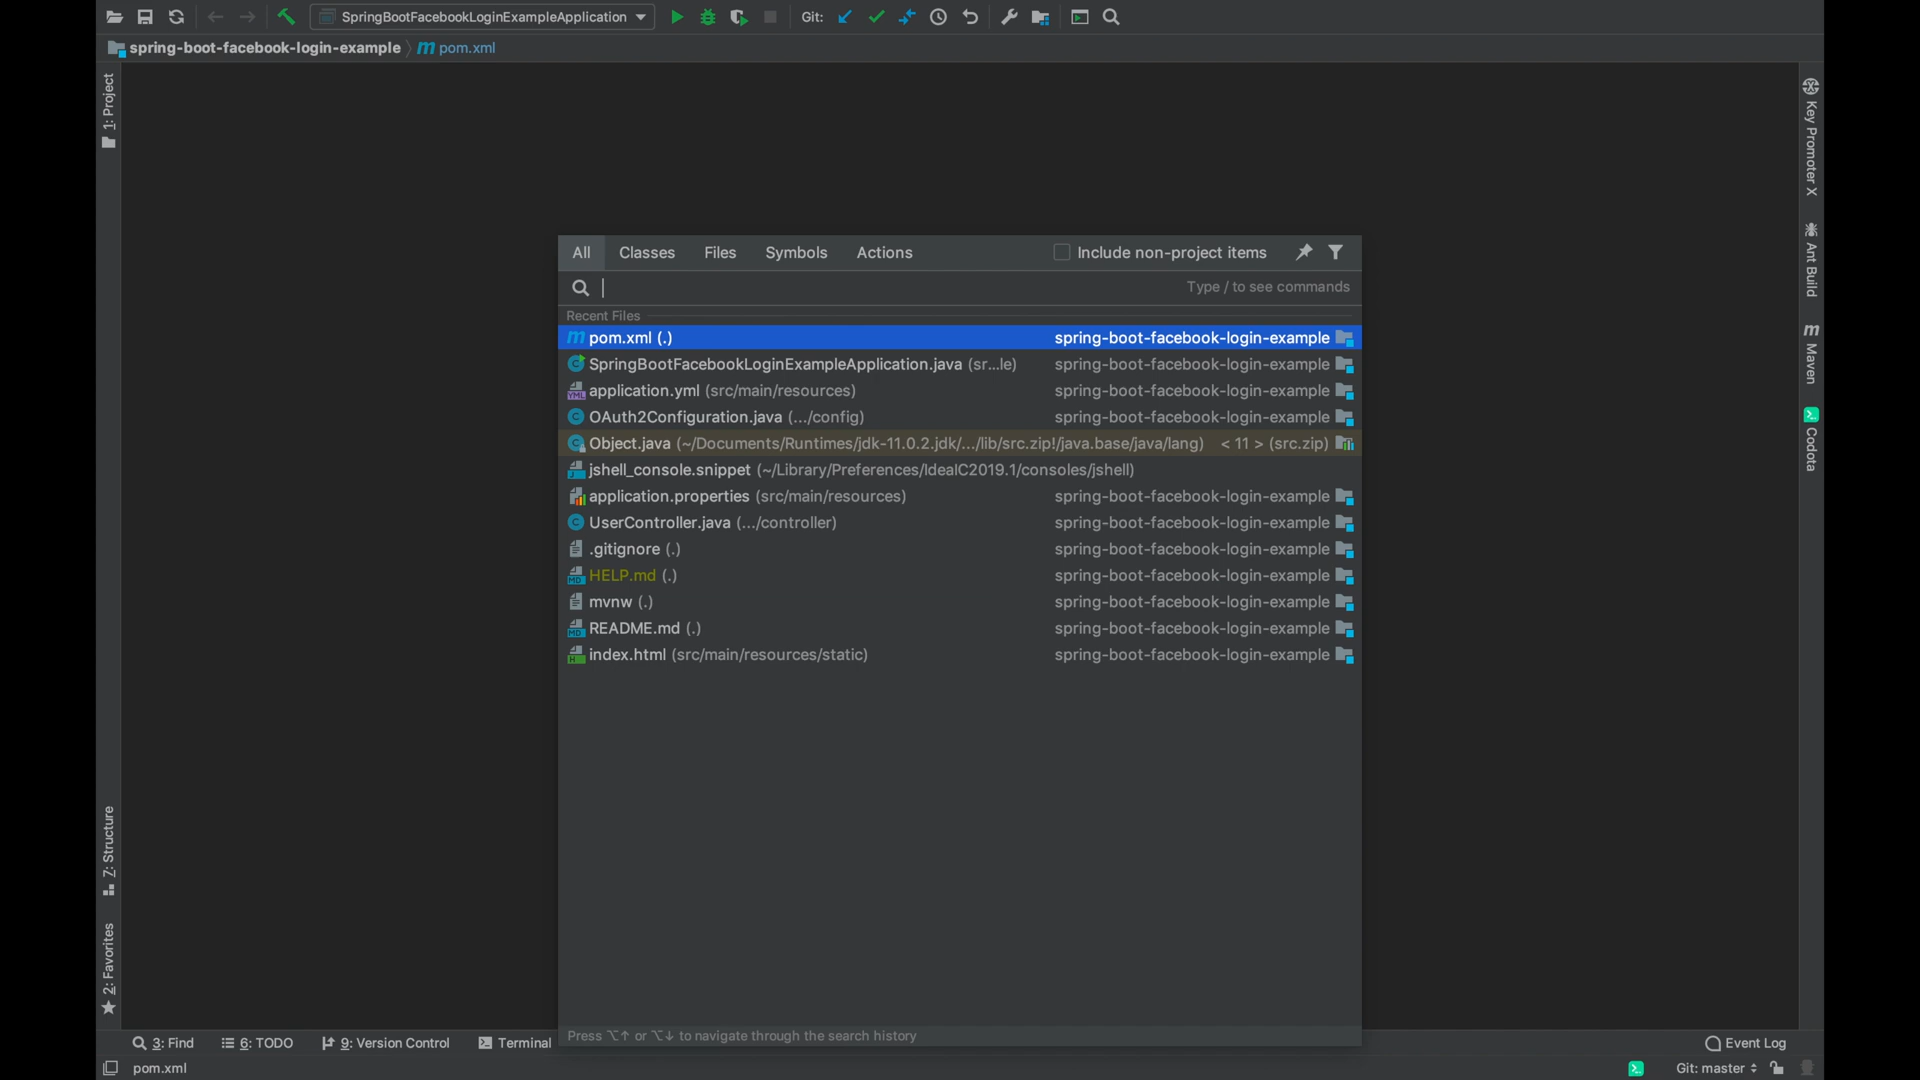 SpringBootFacebookLoginExampleApplication
Git:
spring-boot-facebook-login-example
m pom.xml
1: Project
Key Promoter X
Ant Build
m Maven
Codota
All Classes Files Symbols Actions Include non-project items
Type / to see commands
Recent Files
m pom.xml (.) spring-boot-facebook-login-example
C SpringBootFacebookLoginExampleApplication.java (sr...le) spring-boot-facebook-login-example
YML application.yml (src/main/resources) spring-boot-facebook-login-example
C OAuth2Configuration.java (.../config) spring-boot-facebook-login-example
C Object.java (~/Documents/Runtimes/jdk-11.0.2.jdk/.../lib/src.zip!/java.base/java/lang) < 11 > (src.zip)
J jshell_console.snippet (~/Library/Preferences/IdeaIC2019.1/consoles/jshell)
application.properties (src/main/resources) spring-boot-facebook-login-example
C UserController.java (.../controller) spring-boot-facebook-login-example
.gitignore (.) spring-boot-facebook-login-example
MD HELP.md (.) spring-boot-facebook-login-example
mvnw (.) spring-boot-facebook-login-example
MD README.md (.) spring-boot-facebook-login-example
H index.html (src/main/resources/static) spring-boot-facebook-login-example
Z: Structure
2: Favorites
Press ⌥↑ or ⌥↓ to navigate through the search history
3: Find 6: TODO 9: Version Control Terminal
Event Log
pom.xml
Git: master